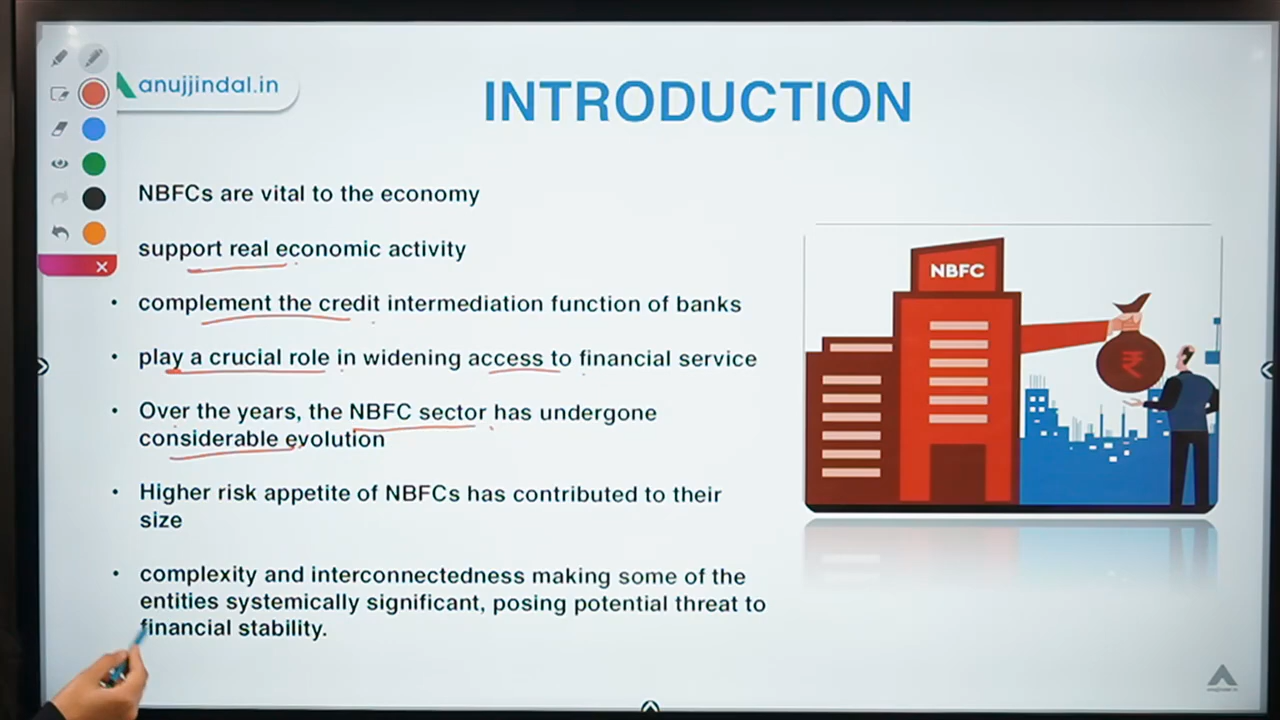 anujjindal.in
INTRODUCTION
NBFCs are vital to the economy
support real economic activity
• complement the credit intermediation function of banks
• play a crucial role in widening access to financial service
• Over the years, the NBFC sector has undergone
considerable evolution
• Higher risk appetite of NBFCs has contributed to their
size
• complexity and interconnectedness making some of the
entities systemically significant, posing potential threat to
financial stability.
NBFC
₹
anujjindal.in